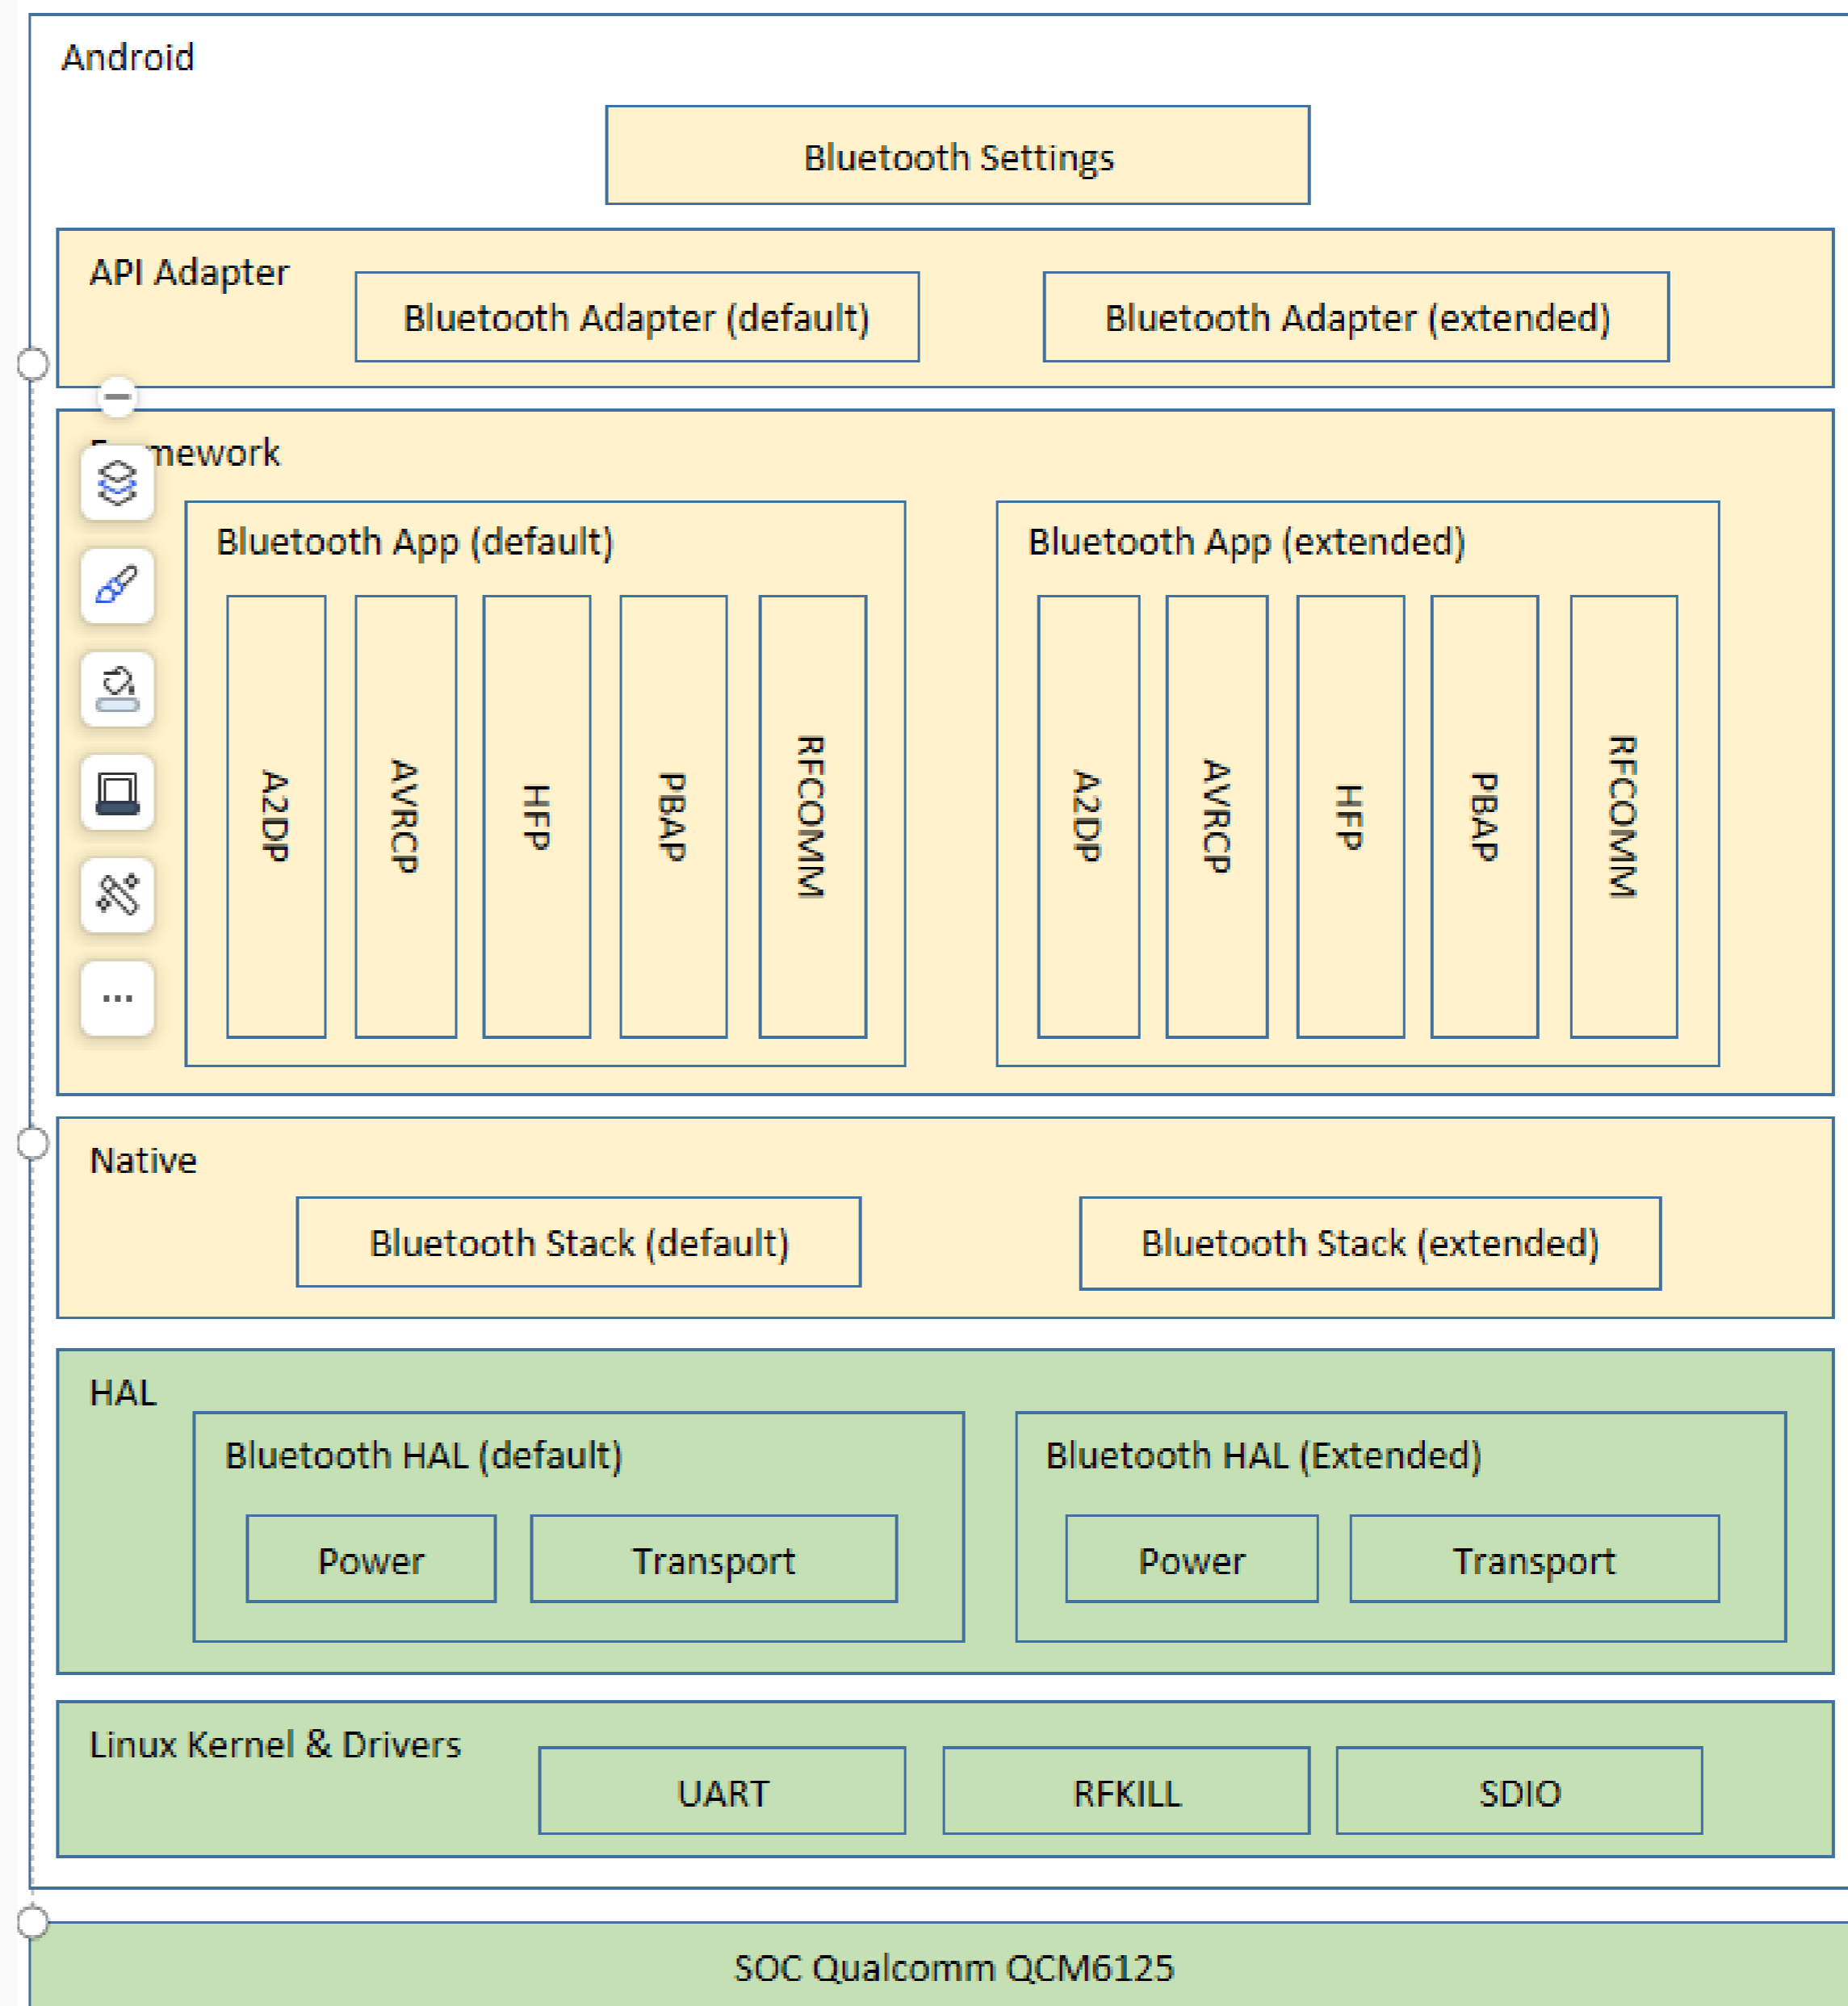 Android
Bluetooth Settings
API Adapter
Bluetooth Adapter (default)
Bluetooth Adapter (extended)
Framework
Bluetooth App (default)
A2DP
AVRCP
HFP
PBAP
RFCOMM
Bluetooth App (extended)
A2DP
AVRCP
HFP
PBAP
RFCOMM
Native
Bluetooth Stack (default)
Bluetooth Stack (extended)
HAL
Bluetooth HAL (default)
Power
Transport
Bluetooth HAL (Extended)
Power
Transport
Linux Kernel & Drivers
UART
RFKILL
SDIO
SOC Qualcomm QCM6125